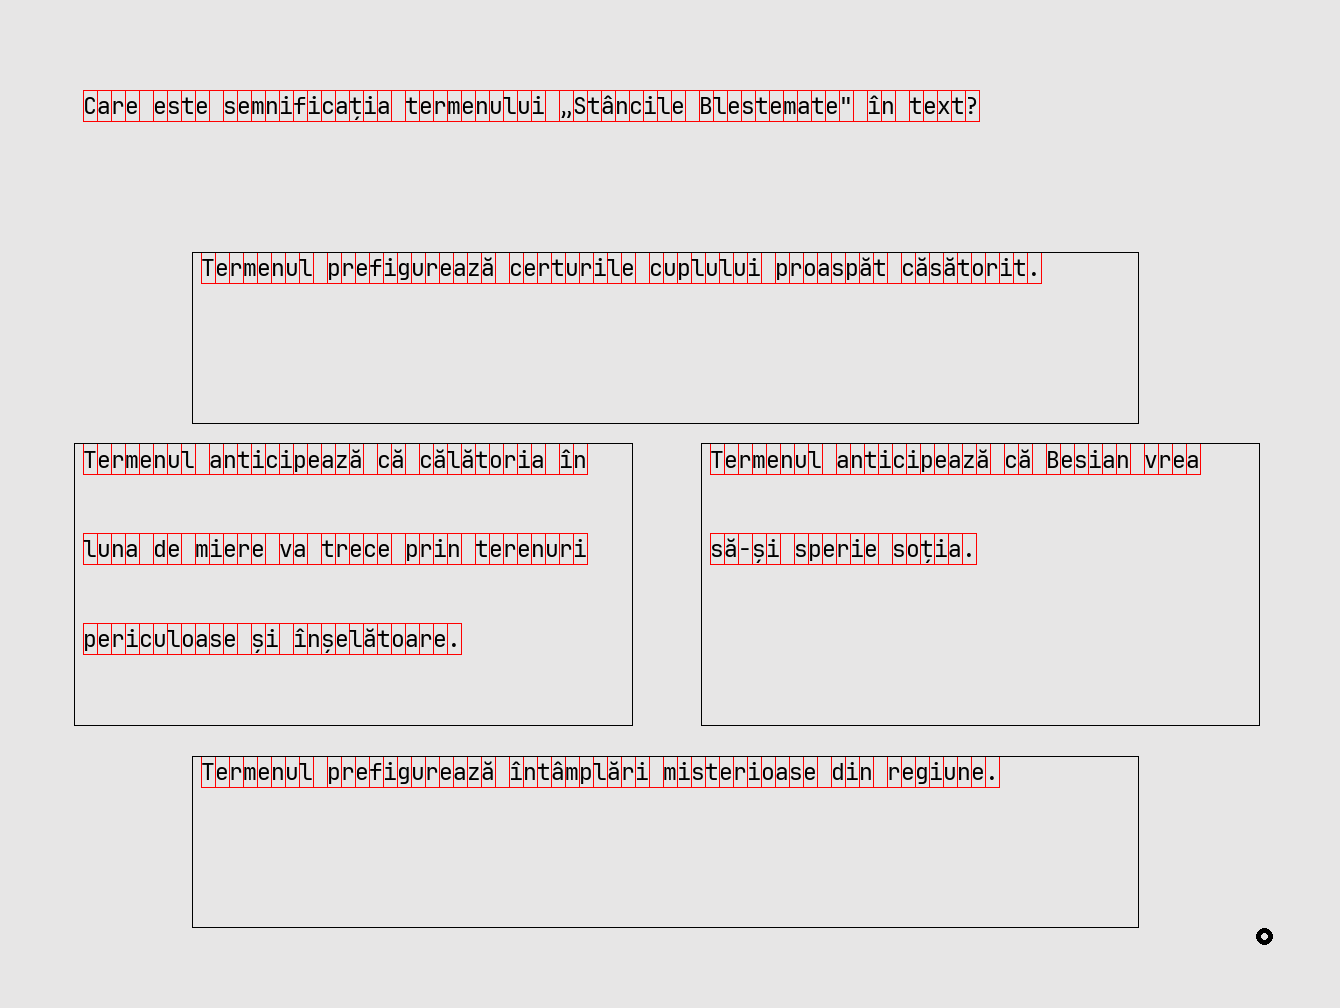 Care este semnificația termenului „Stâncile Blestemate" în text?
Termenul prefigurează certurile cuplului proaspăt căsătorit.
Termenul anticipează că călătoria în
luna de miere va trece prin terenuri
periculoase și înșelătoare.
Termenul anticipează că Besian vrea
să-și sperie soția.
Termenul prefigurează întâmplări misterioase din regiune.